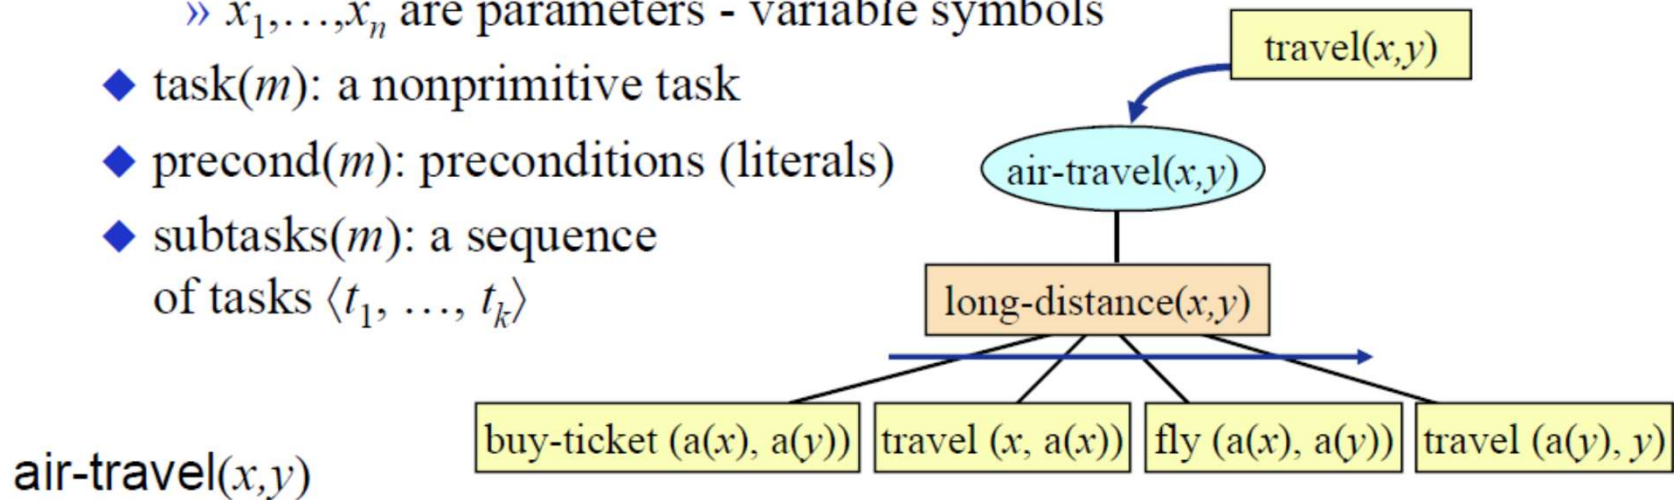 » x1,…,xn are parameters - variable symbols
◆ task(m): a nonprimitive task
◆ precond(m): preconditions (literals)
◆ subtasks(m): a sequence
of tasks ⟨t1, …, tk⟩
air-travel(x,y)
travel(x,y)
air-travel(x,y)
long-distance(x,y)
buy-ticket (a(x), a(y))
travel (x, a(x))
fly (a(x), a(y))
travel (a(y), y)